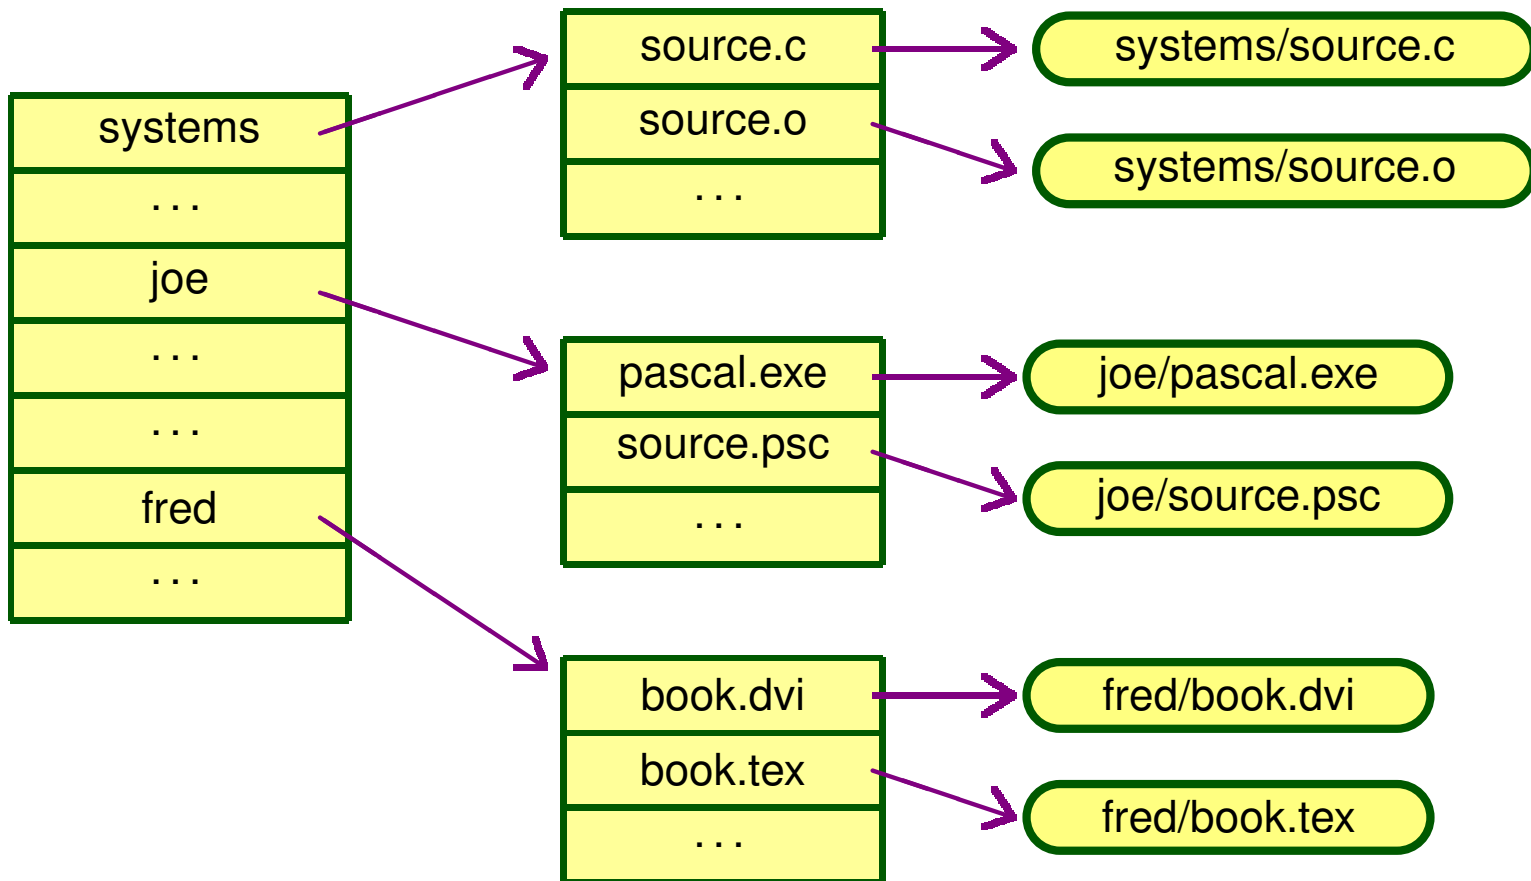 systems
. . .
joe
. . .
. . .
fred
. . .
source.c
source.o
. . .
pascal.exe
source.psc
. . .
book.dvi
book.tex
. . .
systems/source.c
systems/source.o
joe/pascal.exe
joe/source.psc
fred/book.dvi
fred/book.tex